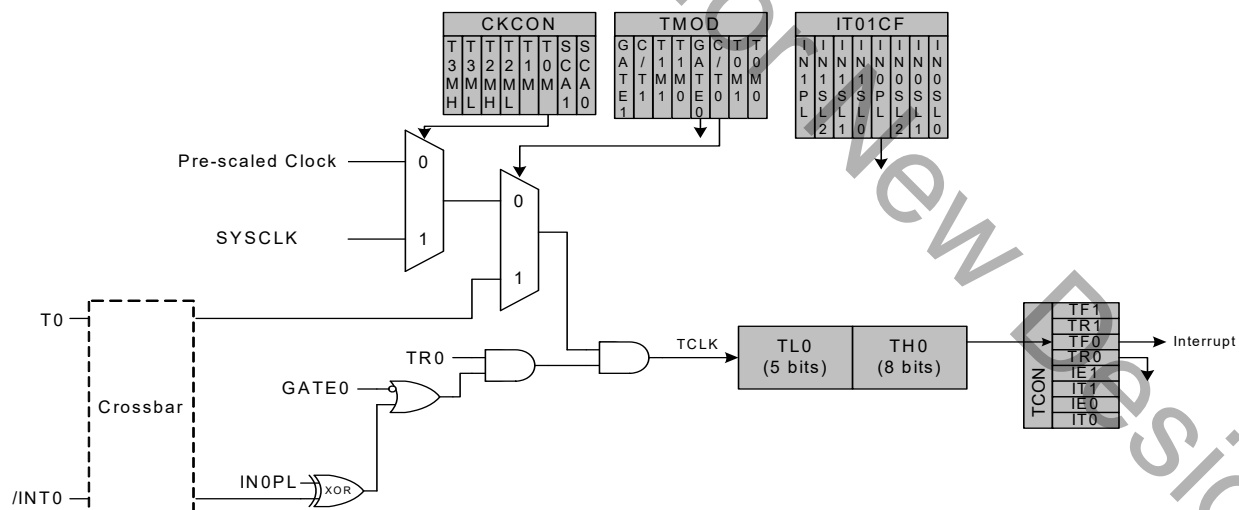 CKCON
T3MH
T3ML
T2MH
T2ML
T1M
T0M
SCA1
SCA0
TMOD
GATE1
C/T1
T1M1
T1M0
GATE0
C/T0
T0M1
T0M0
IT01CF
IN1PL
IN1SL2
IN1SL1
IN1SL0
IN0PL
IN0SL2
IN0SL1
IN0SL0
Pre-scaled Clock
0
SYSCLK
1
0
1
T0
Crossbar
/INT0
TR0
GATE0
IN0PL
XOR
TCLK
TL0
(5 bits)
TH0
(8 bits)
TCON
TF1
TR1
TF0
TR0
IE1
IT1
IE0
IT0
Interrupt
or New Desig